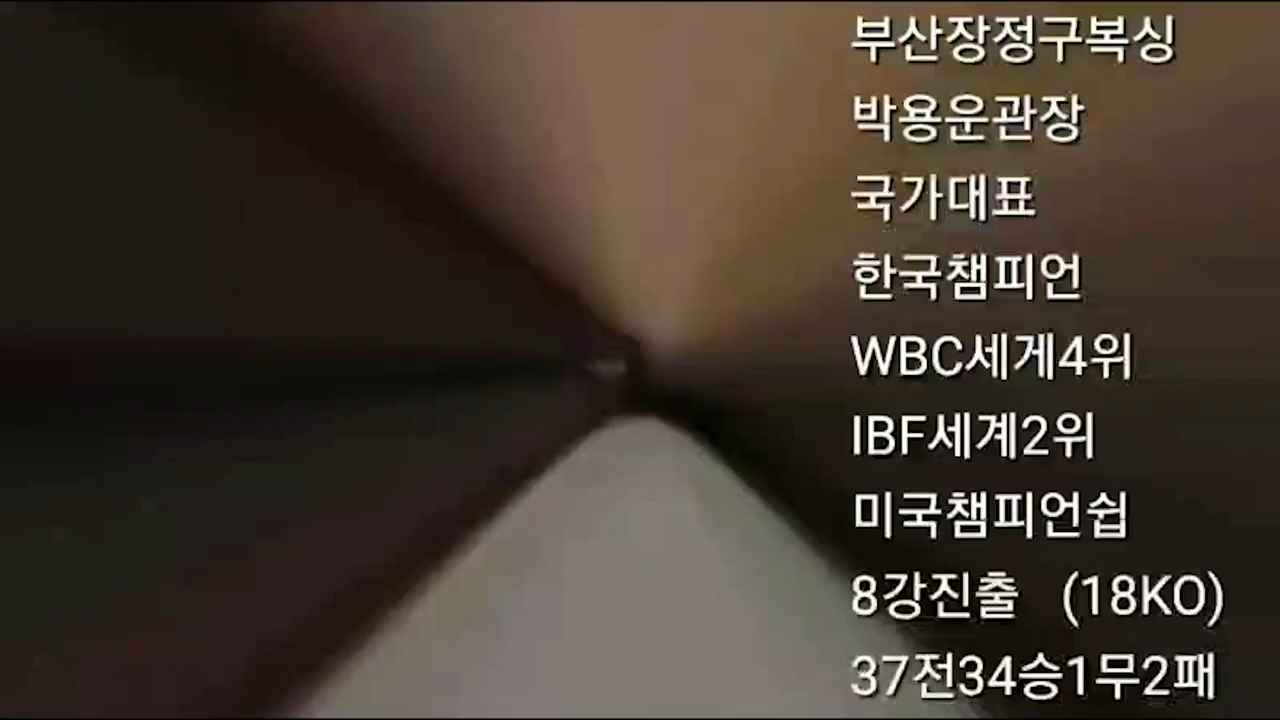 부산장정구복싱
박용운관장
국가대표
한국챔피언
WBC세게4위
IBF세계2위
미국챔피언쉽
8강진출 (18KO)
37전34승1무2패